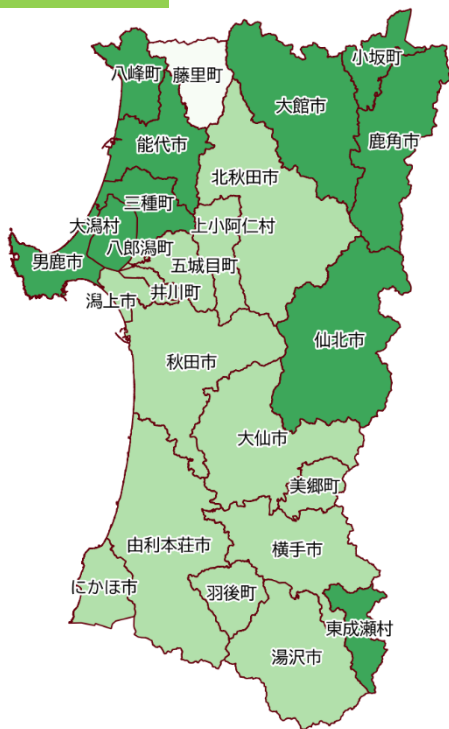 小坂町
八峰町
藤里町
大館市
鹿角市
能代市
北秋田市
三種町
大潟村
上小阿仁村
八郎潟町
男鹿市
五城目町
井川町
潟上市
仙北市
秋田市
大仙市
美郷町
由利本荘市
横手市
にかほ市
羽後町
東成瀬村
湯沢市